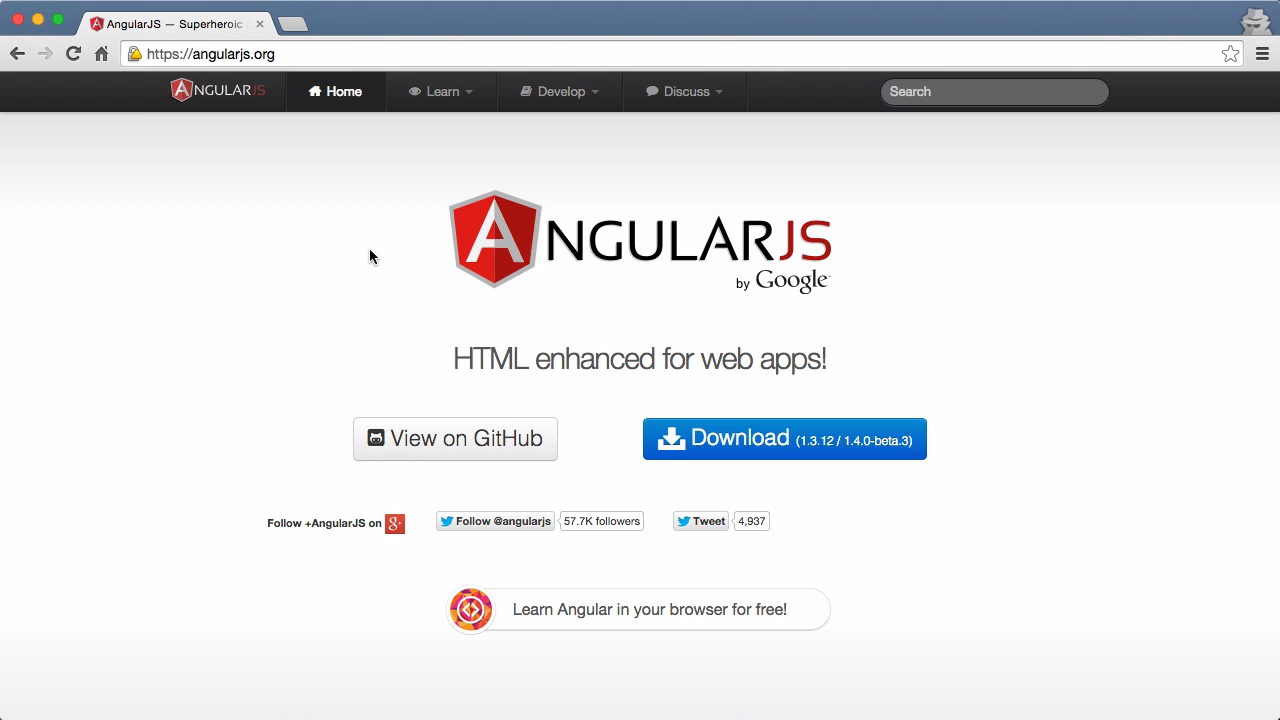 AngularJS — Superheroic
https://angularjs.org
ANGULARJS
Home
Learn
Develop
Discuss
Search
ANGULARJS
by Google™
HTML enhanced for web apps!
View on GitHub
Download (1.3.12 / 1.4.0-beta.3)
Follow +AngularJS on g+
Follow @angularjs
57.7K followers
Tweet
4,937
Learn Angular in your browser for free!